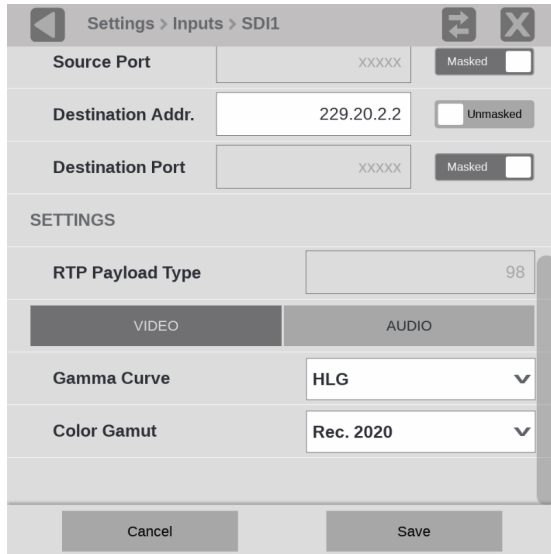 Settings > Inputs > SDI1
Source Port xxxxx Masked
Destination Addr. 229.20.2.2 Unmasked
Destination Port xxxxx Masked
SETTINGS
RTP Payload Type 98
VIDEO AUDIO
Gamma Curve HLG
Color Gamut Rec. 2020
Cancel Save